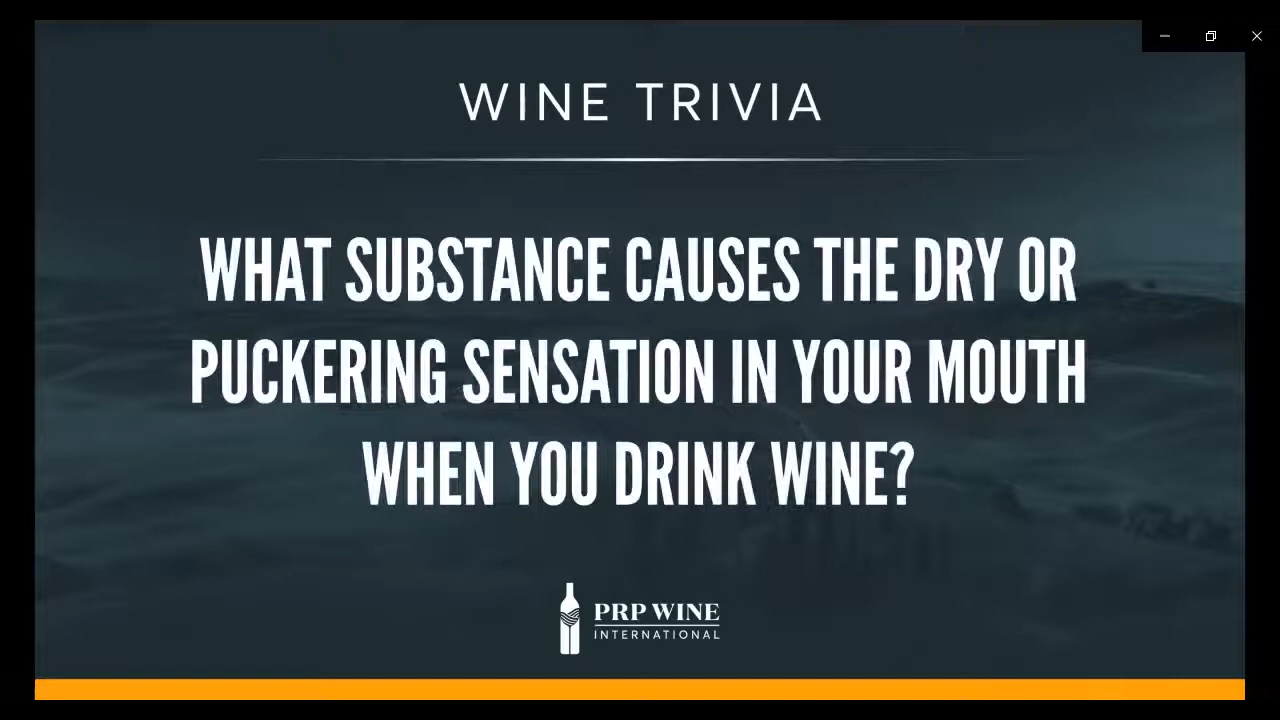 WINE TRIVIA
WHAT SUBSTANCE CAUSES THE DRY OR
PUCKERING SENSATION IN YOUR MOUTH
WHEN YOU DRINK WINE?
PRP WINE
INTERNATIONAL